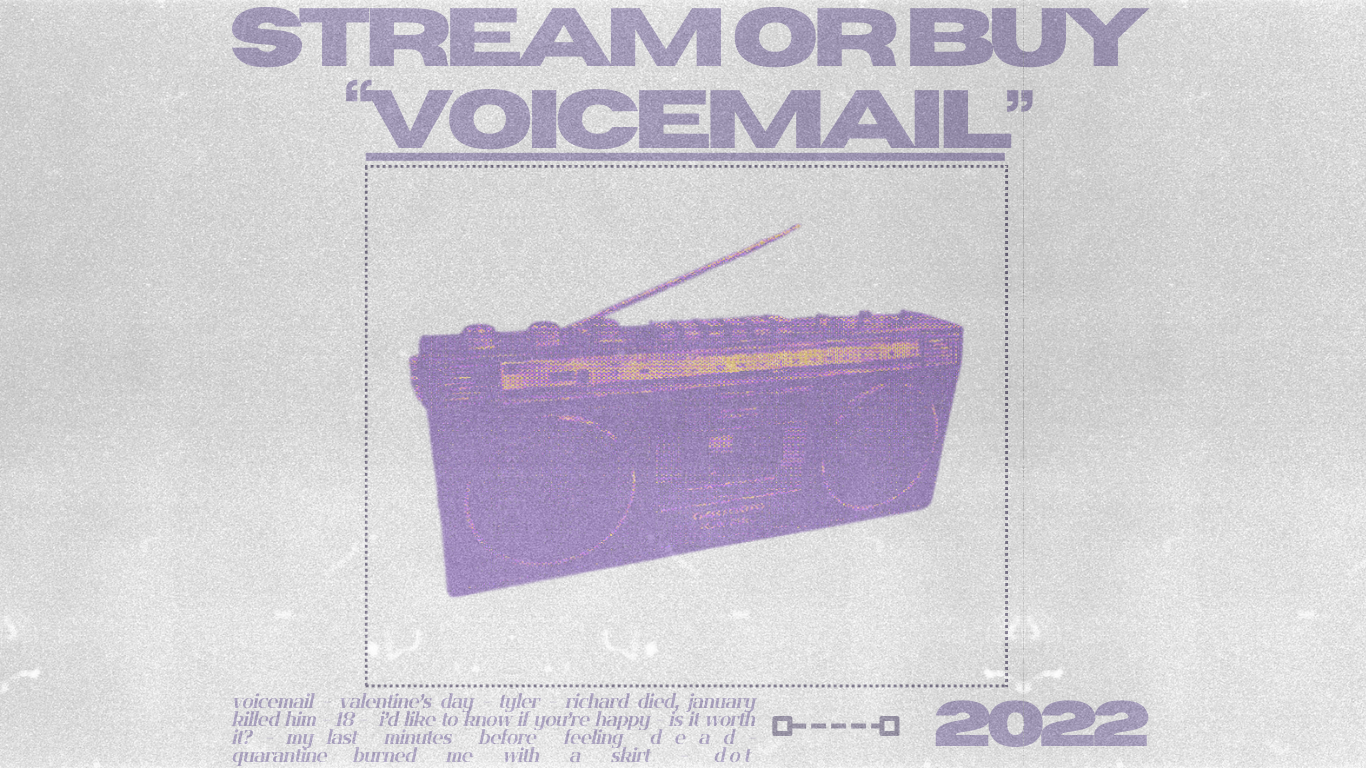 STREAM OR BUY
“VOICEMAIL”
voicemail valentine's day tyler richard died, january
killed him 18 i'd like to know if you're happy is it worth
it? my last minutes before feeling d e a d
quarantine burned me with a skirt dot
2022